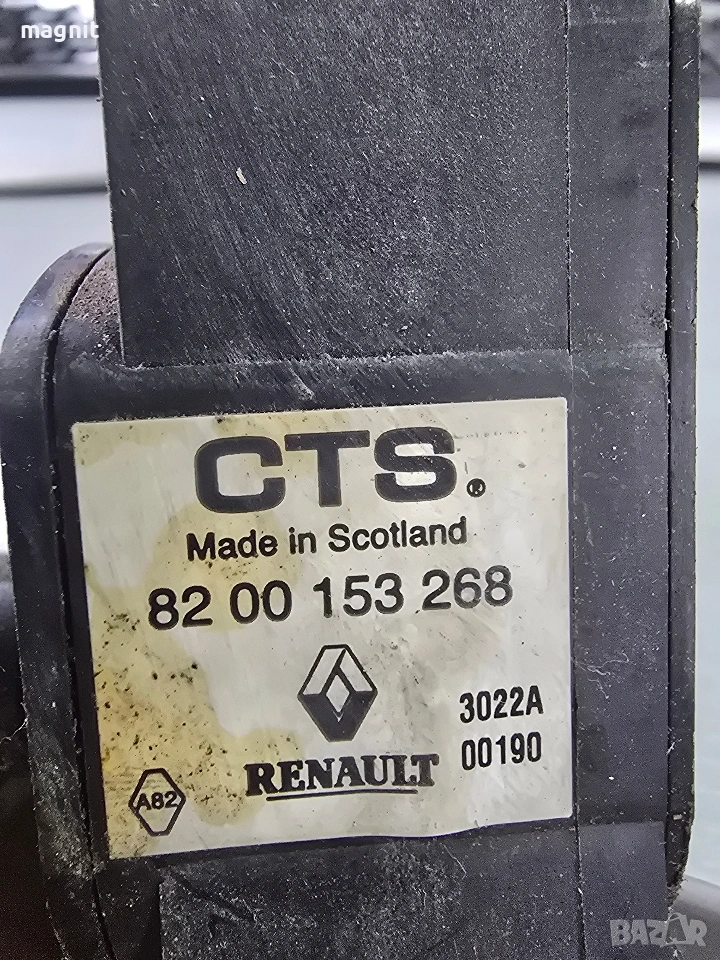 magnit
CTS.®
Made in Scotland
82 00 153 268
3022A
RENAULT
00190
A82
BAZAR